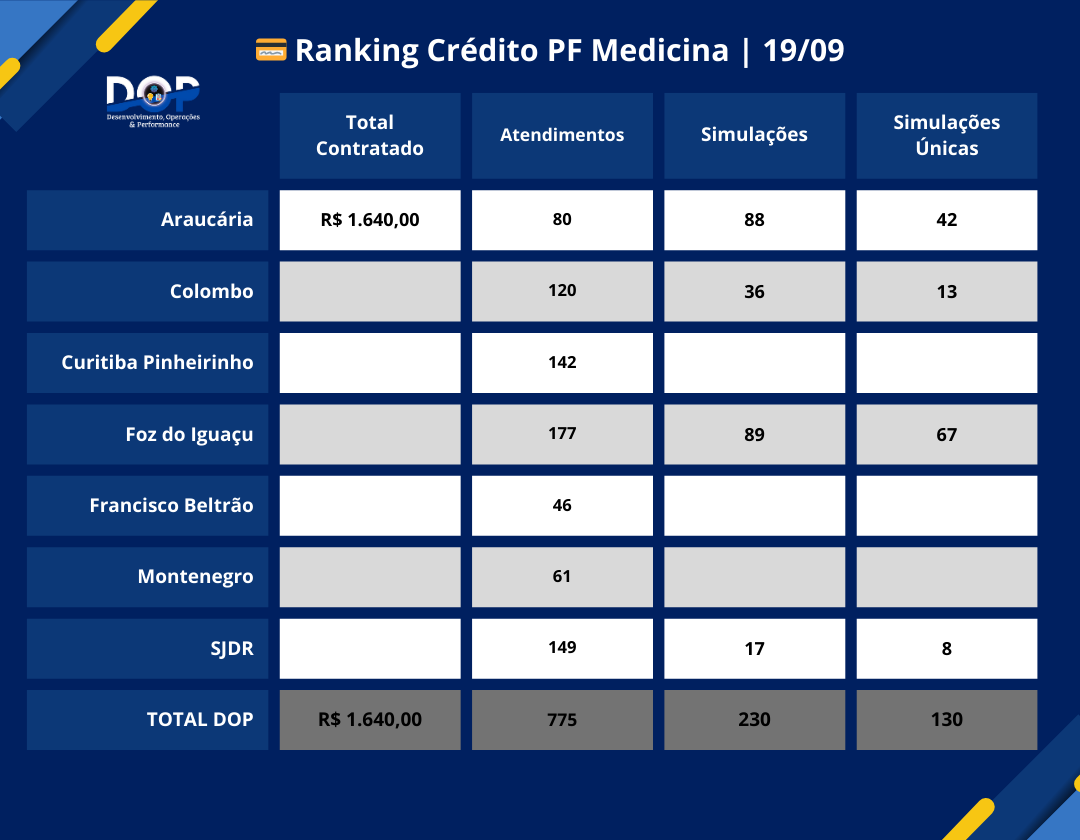 Ranking Crédito PF Medicina | 19/09
DOP
Desenvolvimento, Operações
& Performance
Total
Contratado
Atendimentos
Simulações
Simulações
Únicas
Araucária R$ 1.640,00 80 88 42
Colombo 120 36 13
Curitiba Pinheirinho 142
Foz do Iguaçu 177 89 67
Francisco Beltrão 46
Montenegro 61
SJDR 149 17 8
TOTAL DOP R$ 1.640,00 775 230 130